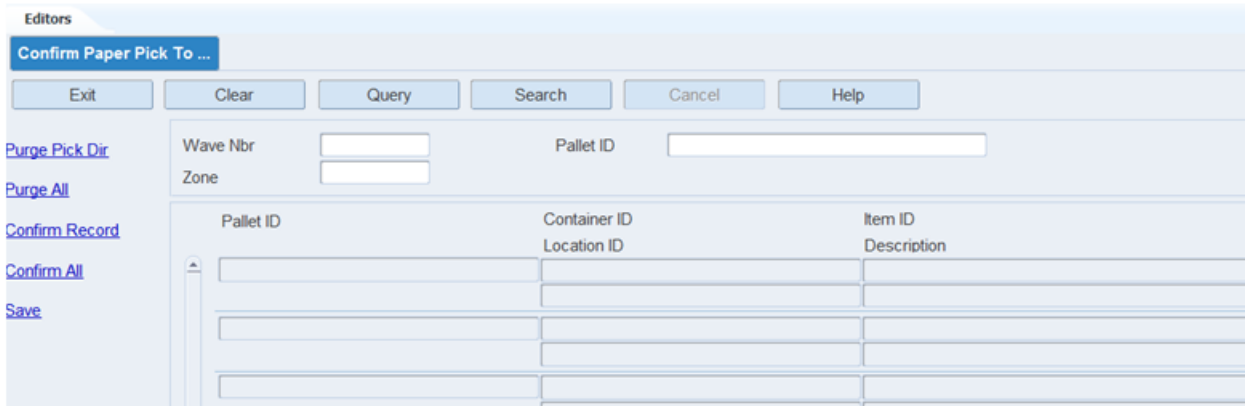 Editors
Confirm Paper Pick To ...
Exit Clear Query Search Cancel Help
Purge Pick Dir
Purge All
Confirm Record
Confirm All
Save
Wave Nbr Pallet ID
Zone
Pallet ID Container ID Item ID
Location ID Description